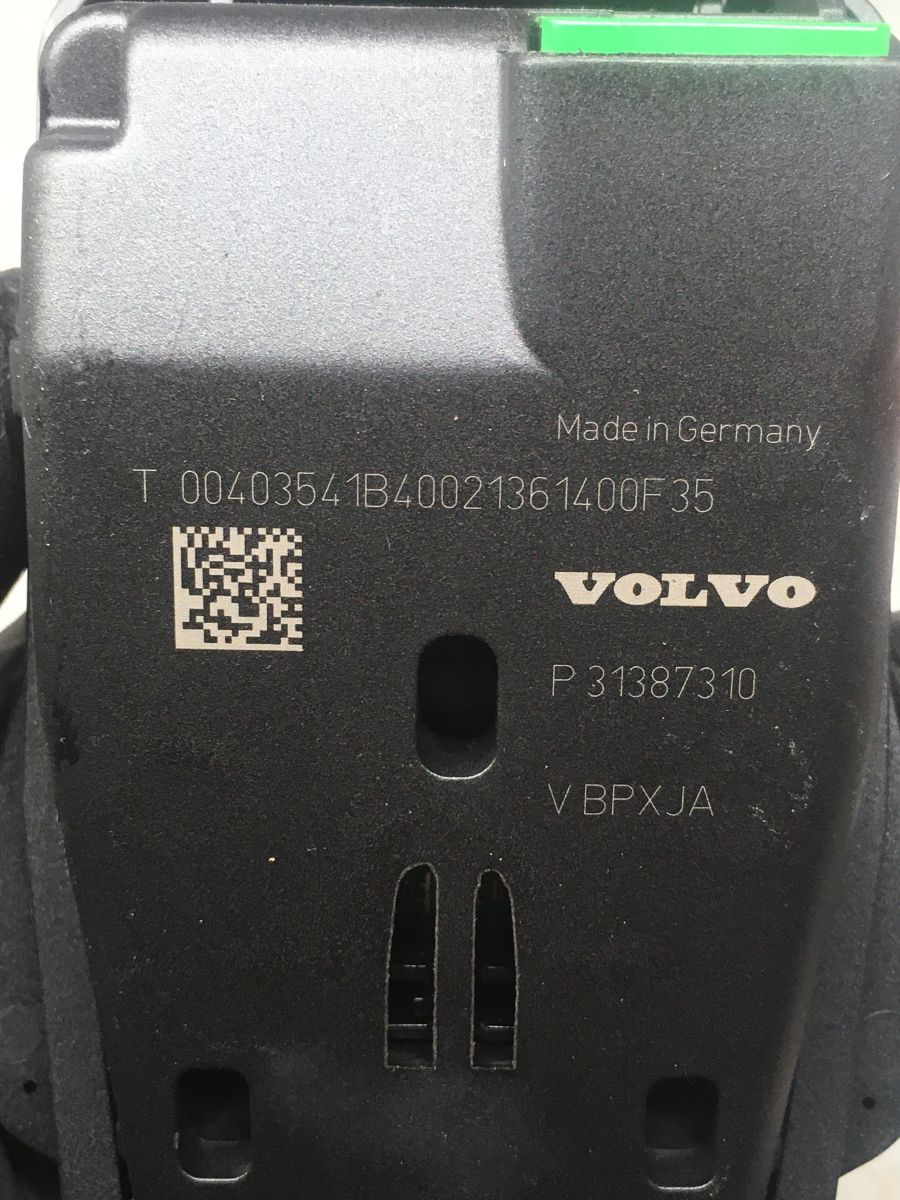 Made in Germany
T 00403541B40021361400F35
VOLVO
P 31387310
V BPXJA